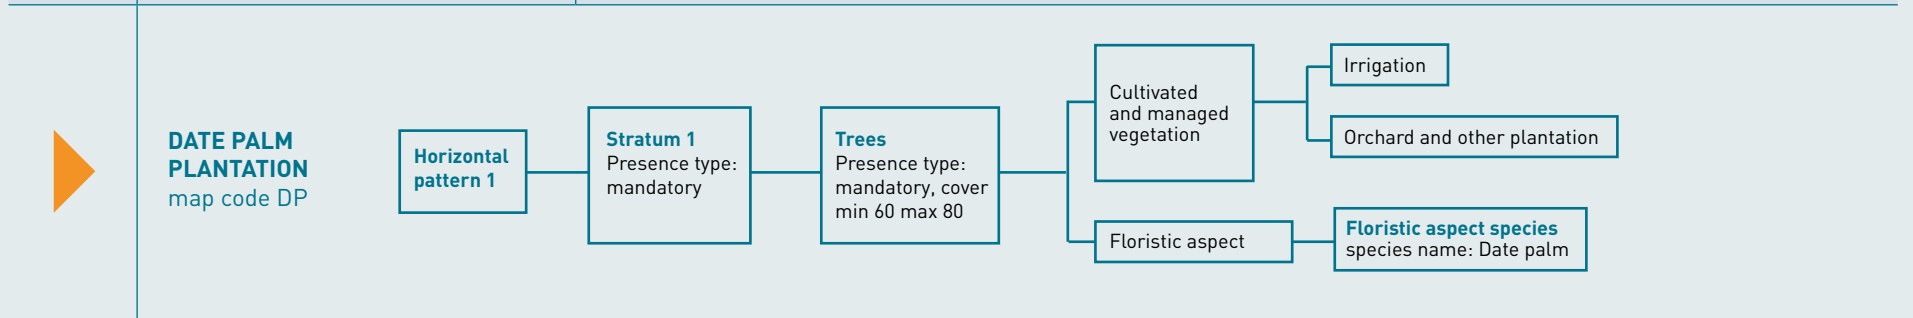 DATE PALM
PLANTATION
map code DP
Horizontal
pattern 1
Stratum 1
Presence type:
mandatory
Trees
Presence type:
mandatory, cover
min 60 max 80
Cultivated
and managed
vegetation
Irrigation
Orchard and other plantation
Floristic aspect
Floristic aspect species
species name: Date palm